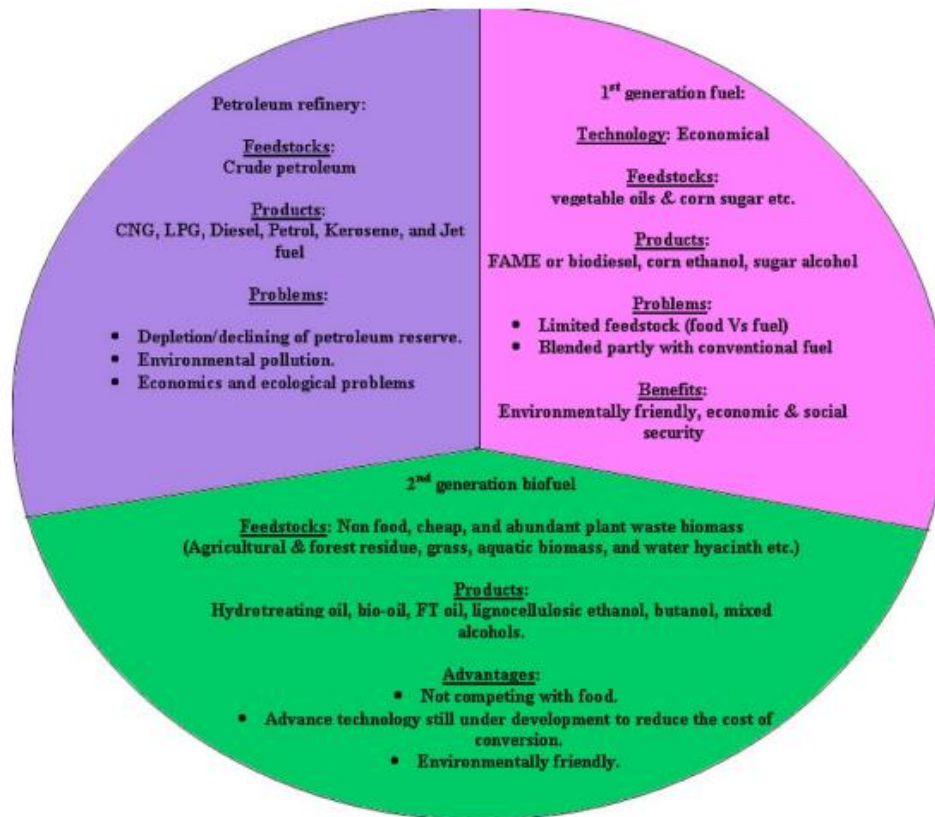 Petroleum refinery:
Feedstocks:
Crude petroleum
Products:
CNG, LPG, Diesel, Petrol, Kerosene, and Jet
fuel
Problems:
• Depletion/declining of petroleum reserve.
• Environmental pollution.
• Economics and ecological problems
1st generation fuel:
Technology: Economical
Feedstocks:
vegetable oils & corn sugar etc.
Products:
FAME or biodiesel, corn ethanol, sugar alcohol
Problems:
• Limited feedstock (food Vs fuel)
• Blended partly with conventional fuel
Benefits:
Environmentally friendly, economic & social
security
2nd generation biofuel
Feedstocks: Non food, cheap, and abundant plant waste biomass
(Agricultural & forest residue, grass, aquatic biomass, and water hyacinth etc.)
Products:
Hydrotreating oil, bio-oil, FT oil, lignocellulosic ethanol, butanol, mixed
alcohols.
Advantages:
• Not competing with food.
• Advance technology still under development to reduce the cost of
conversion.
• Environmentally friendly.